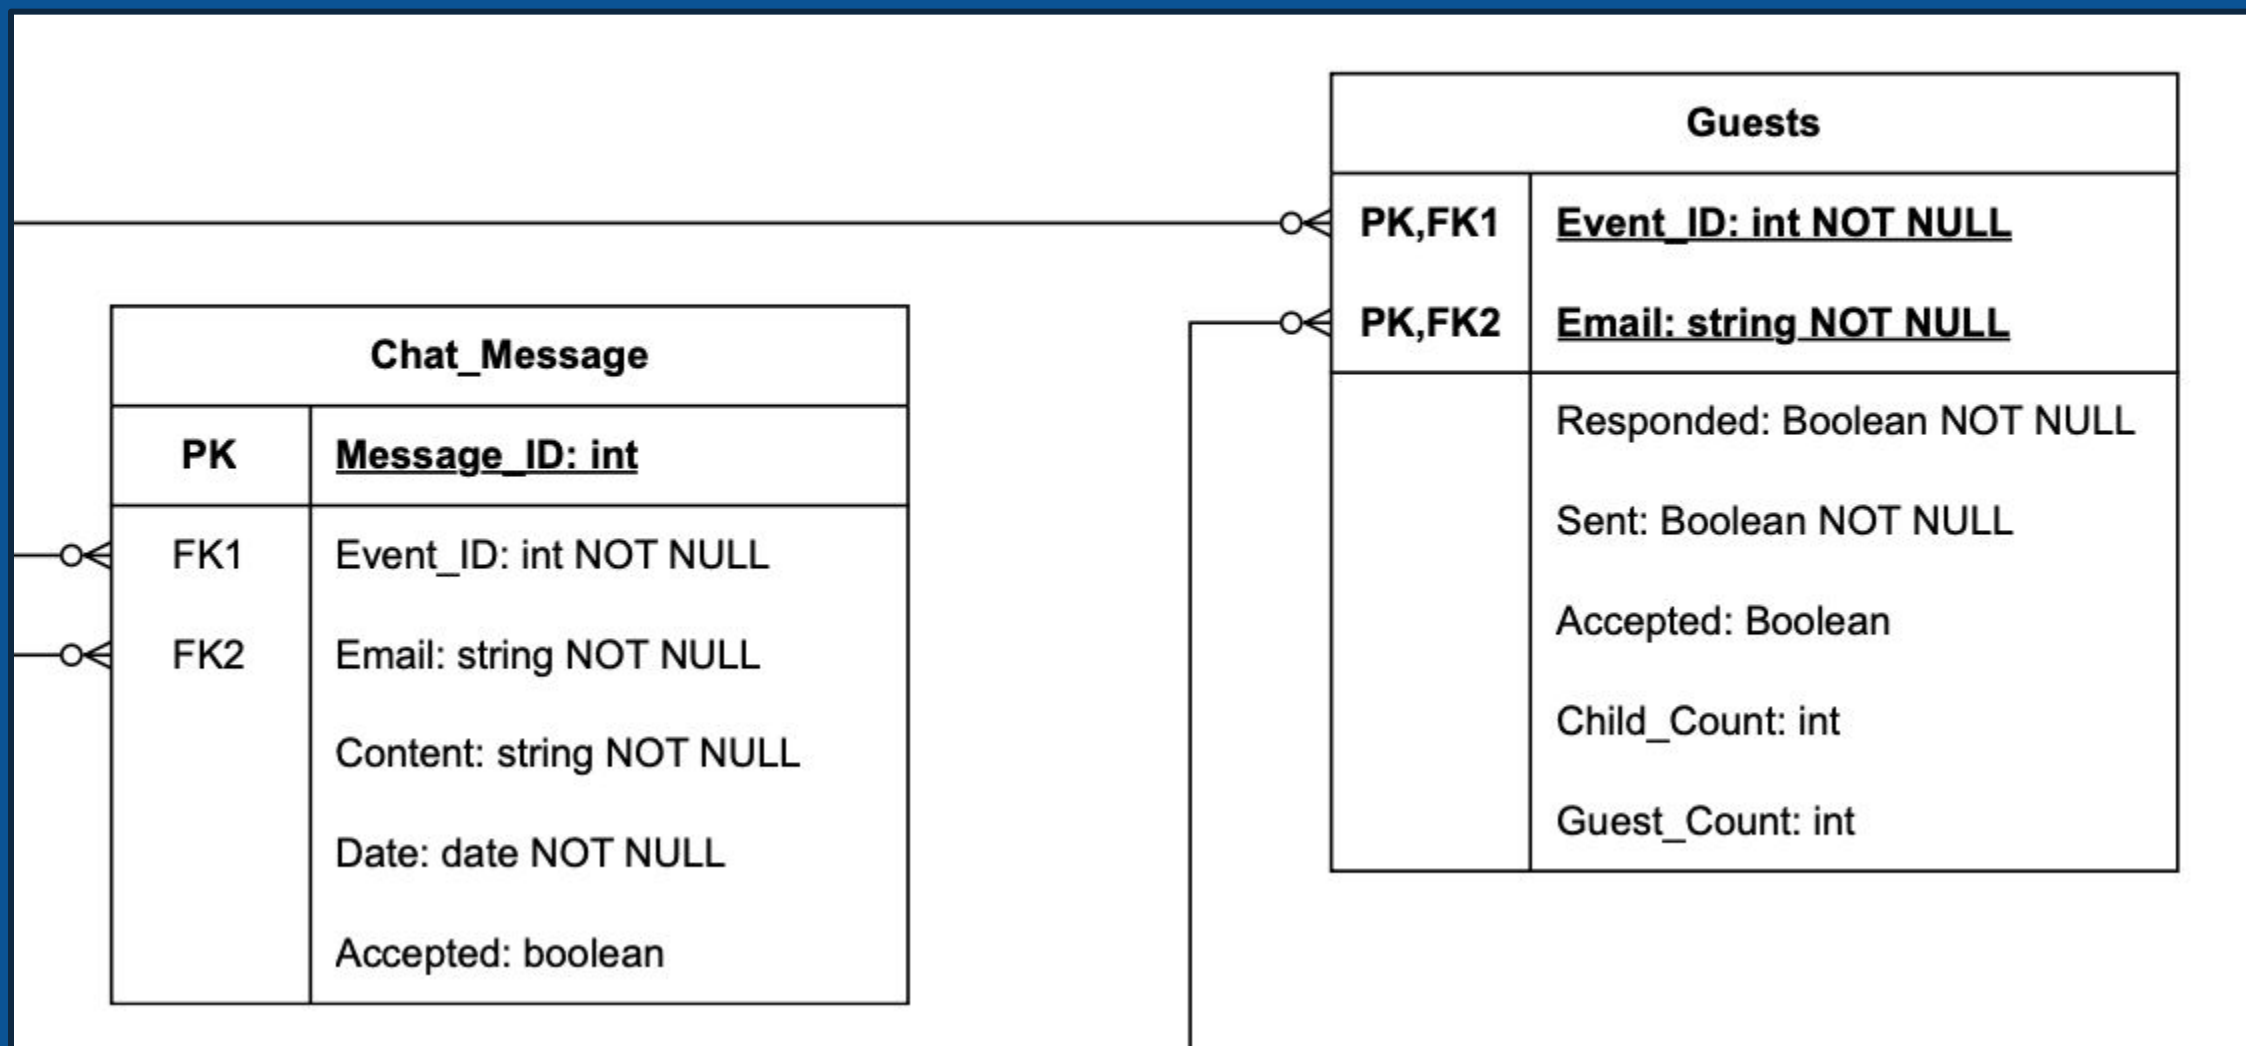 Guests
PK,FK1 Event_ID: int NOT NULL
PK,FK2 Email: string NOT NULL
Responded: Boolean NOT NULL
Sent: Boolean NOT NULL
Accepted: Boolean
Child_Count: int
Guest_Count: int
Chat_Message
PK Message_ID: int
FK1 Event_ID: int NOT NULL
FK2 Email: string NOT NULL
Content: string NOT NULL
Date: date NOT NULL
Accepted: boolean